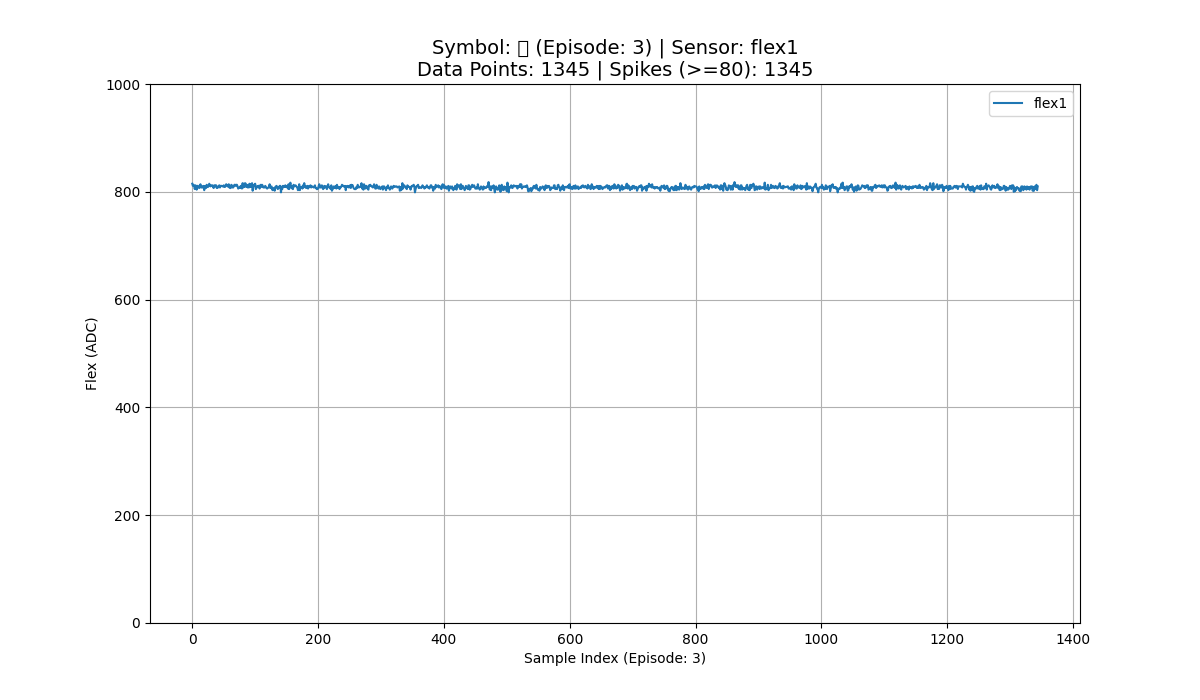 Symbol: (Episode: 3) | Sensor: flex1
Data Points: 1345 | Spikes (>=80): 1345
flex1
1000
800
600
400
200
0
Flex (ADC)
0 200 400 600 800 1000 1200 1400
Sample Index (Episode: 3)